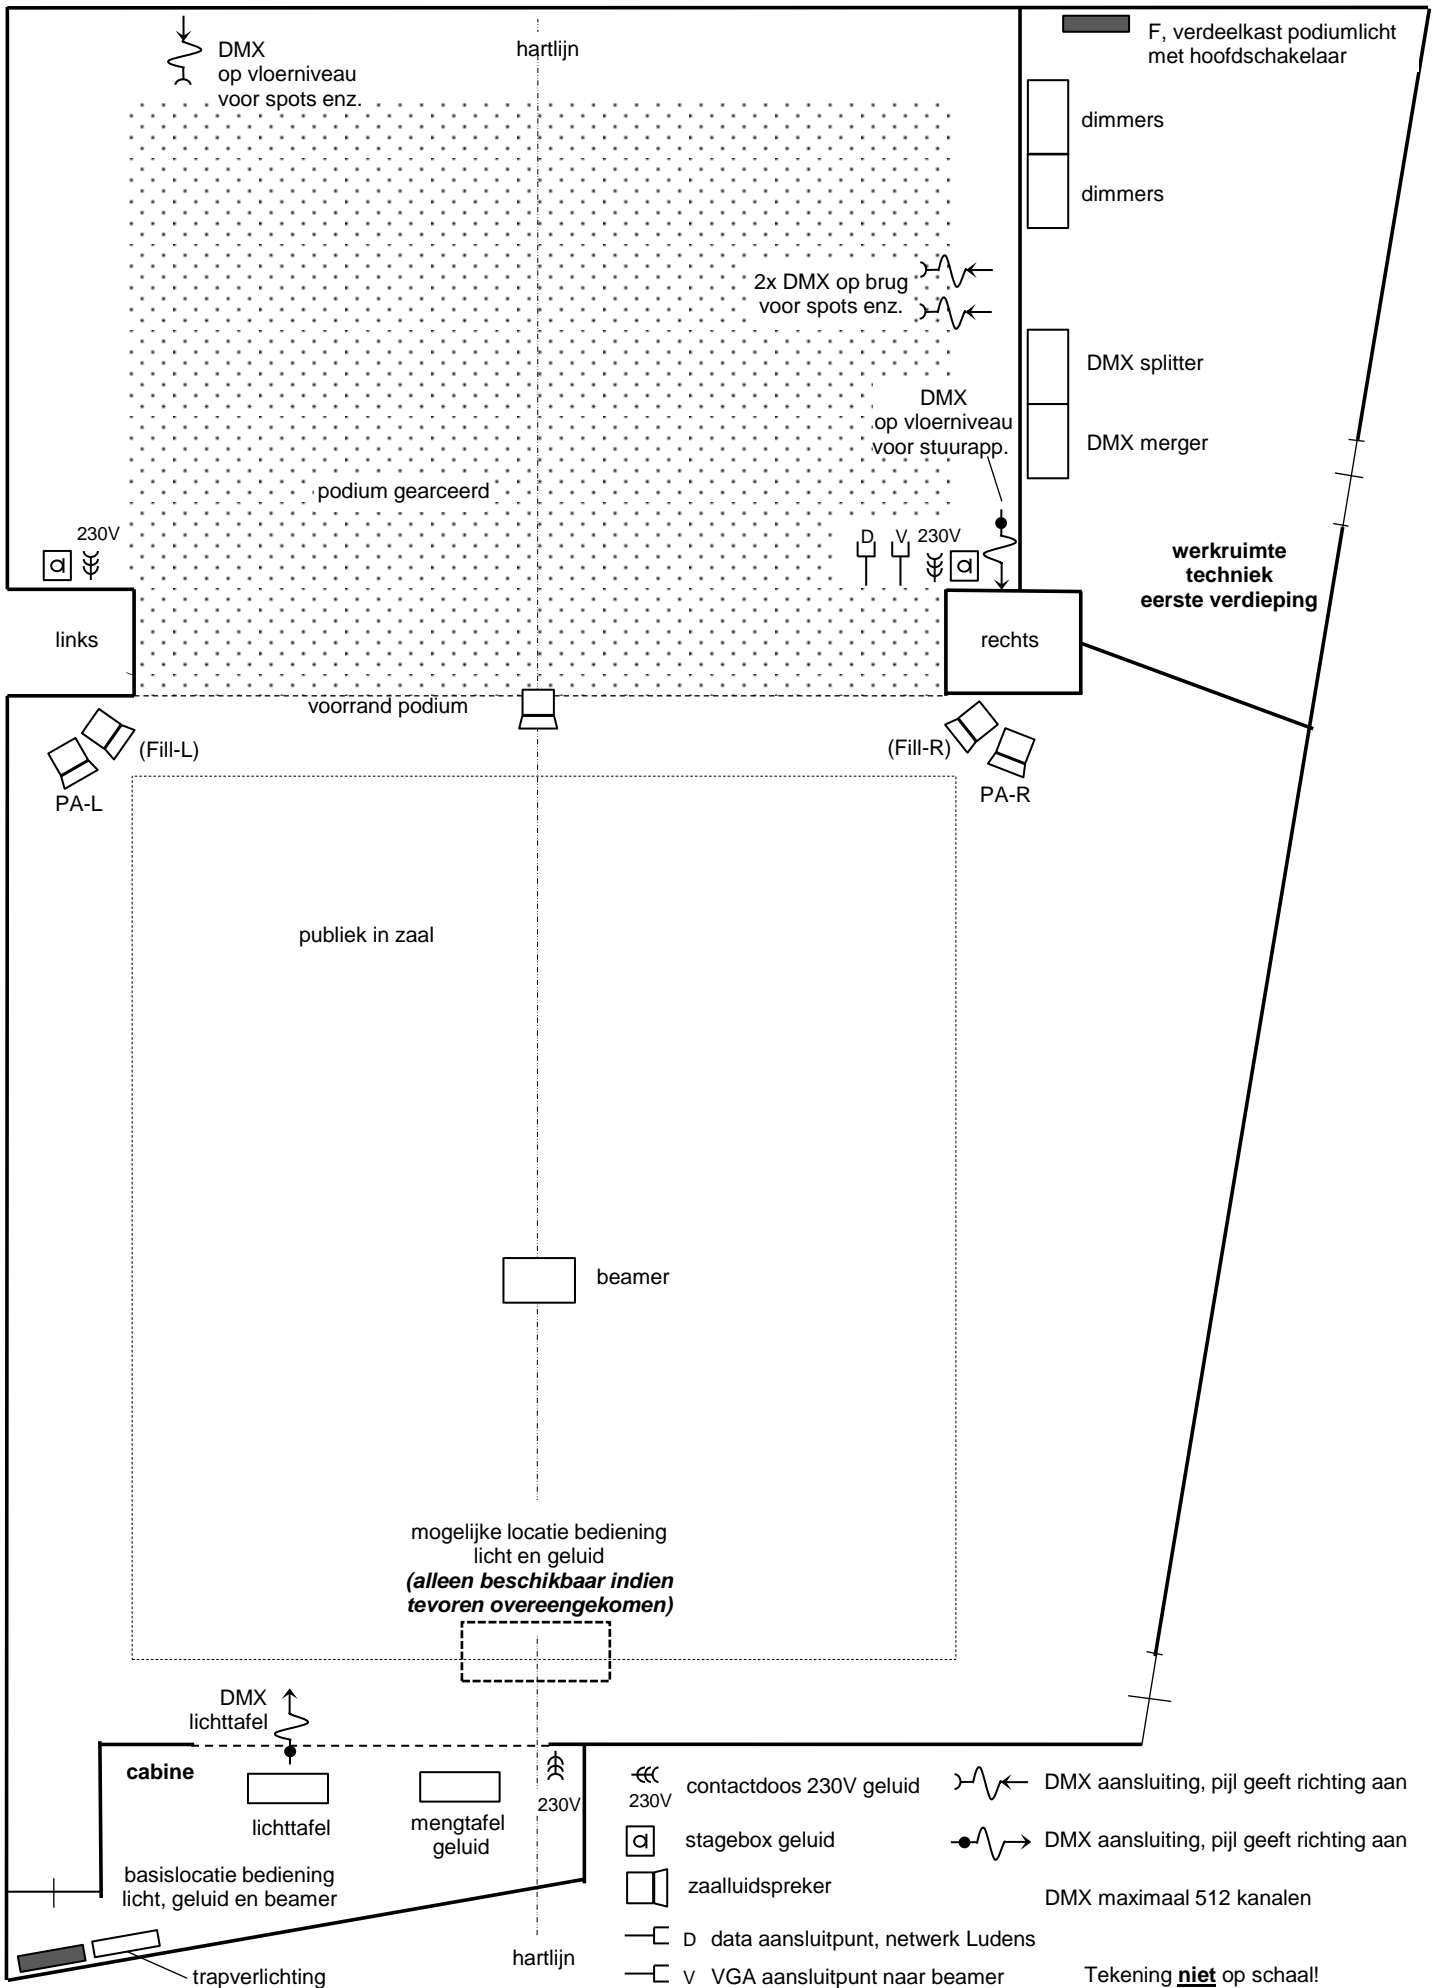 DMX
op vloerniveau
voor spots enz.
hartlijn
F, verdeelkast podiumlicht
met hoofdschakelaar
dimmers
dimmers
2x DMX op brug
voor spots enz.
DMX splitter
DMX
op vloerniveau
voor stuurapp.
DMX merger
podium gearceerd
230V
a
D
V
230V
a
werkruimte
techniek
eerste verdieping
links
rechts
voorrand podium
(Fill-L)
(Fill-R)
PA-L
PA-R
publiek in zaal
beamer
mogelijke locatie bediening
licht en geluid
(alleen beschikbaar indien
tevoren overeengekomen)
DMX
lichttafel
cabine
lichttafel
mengtafel
geluid
230V
basislocatie bediening
licht, geluid en beamer
trapverlichting
hartlijn
230V
contactdoos 230V geluid
DMX aansluiting, pijl geeft richting aan
a
stagebox geluid
DMX aansluiting, pijl geeft richting aan
zaalluidspreker
DMX maximaal 512 kanalen
D data aansluitpunt, netwerk Ludens
V VGA aansluitpunt naar beamer
Tekening niet op schaal!